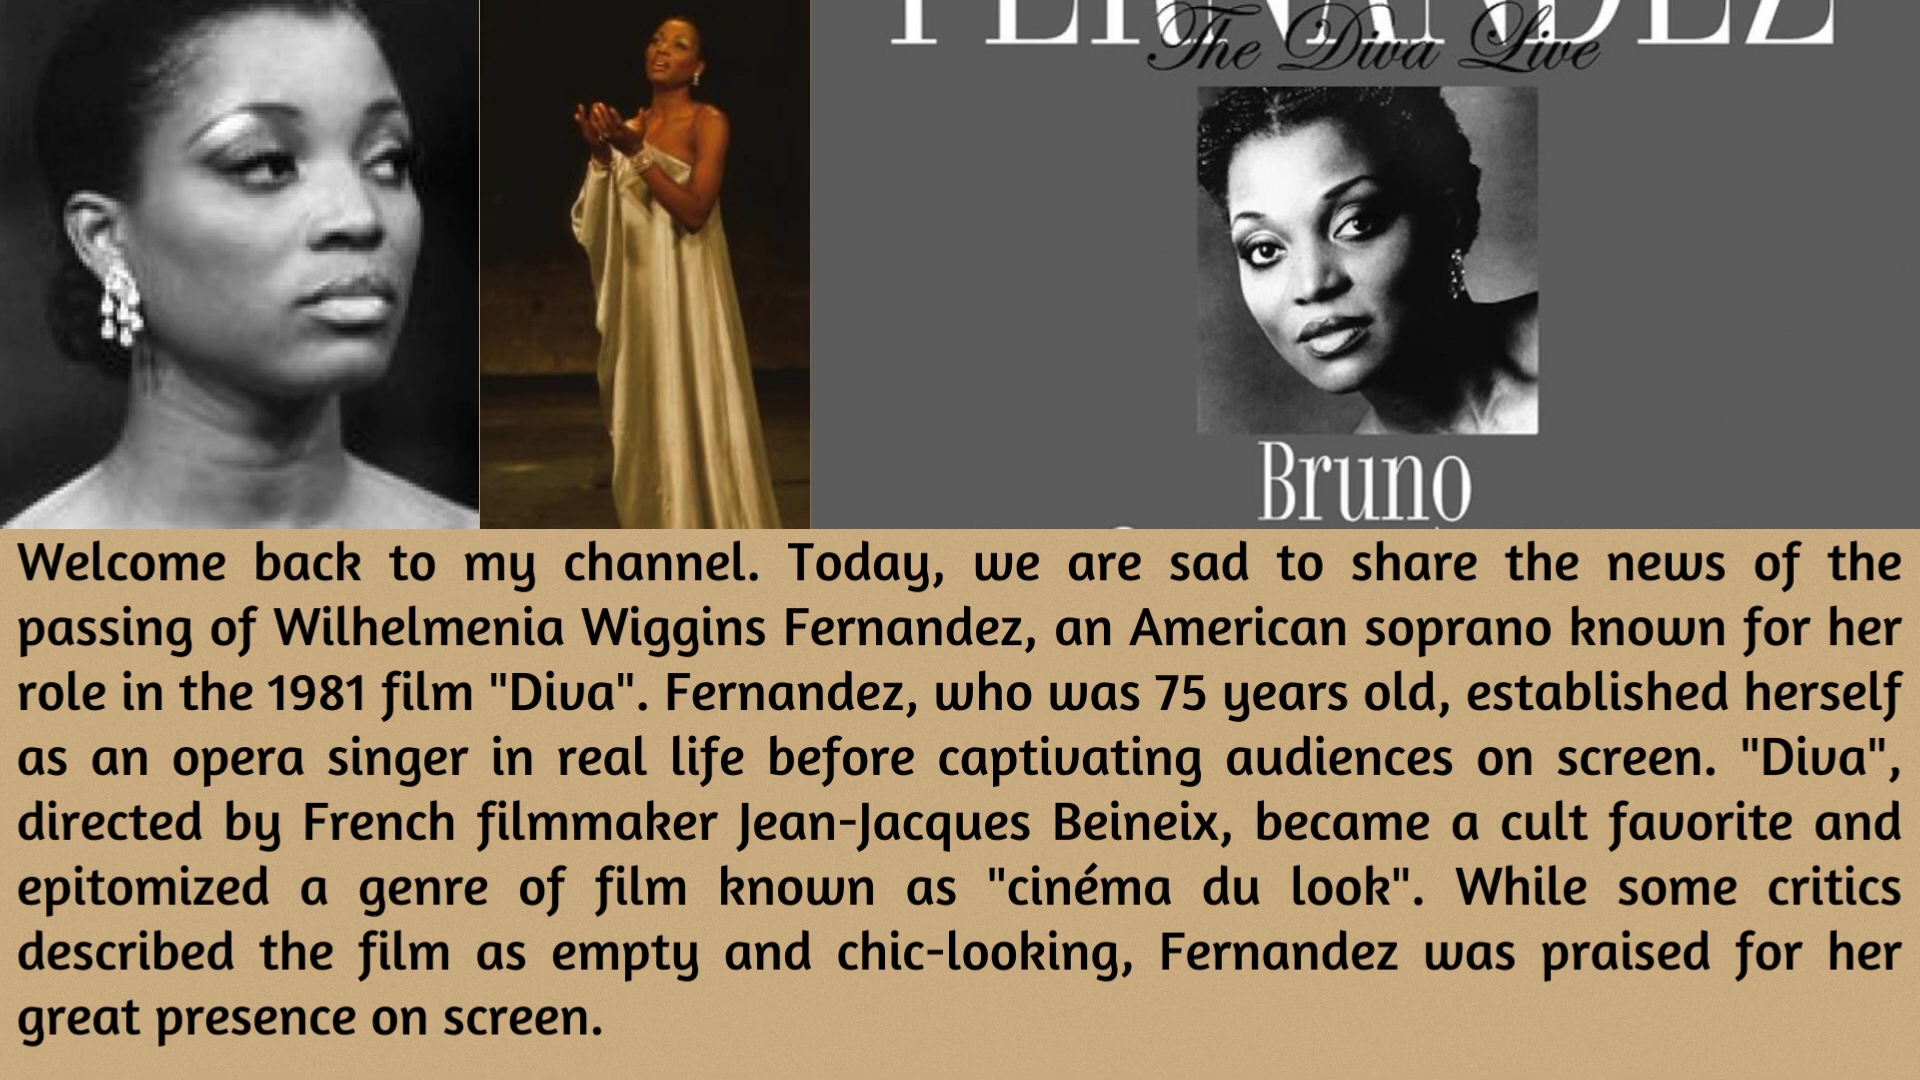 FERNANDEZ
The Diva Live
Bruno
Welcome back to my channel. Today, we are sad to share the news of the
passing of Wilhelmenia Wiggins Fernandez, an American soprano known for her
role in the 1981 film "Diva". Fernandez, who was 75 years old, established herself
as an opera singer in real life before captivating audiences on screen. "Diva",
directed by French filmmaker Jean-Jacques Beineix, became a cult favorite and
epitomized a genre of film known as "cinéma du look". While some critics
described the film as empty and chic-looking, Fernandez was praised for her
great presence on screen.